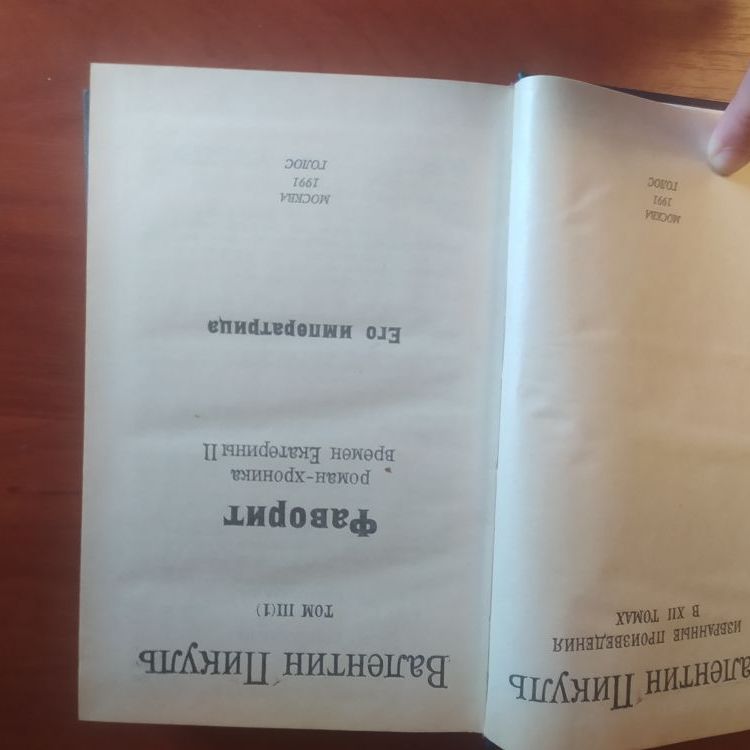 алентин Пикуль
ИЗБРАННЫЕ ПРОИЗВЕДЕНИЯ
В XII ТОМАХ
МОСКВА
1991
ГОЛОС
Валентин Пикуль
ТОМ III(1)
Фаворит
роман-хроника
времен Екатерины II
Его императрица
МОСКВА
1991
ГОЛОС